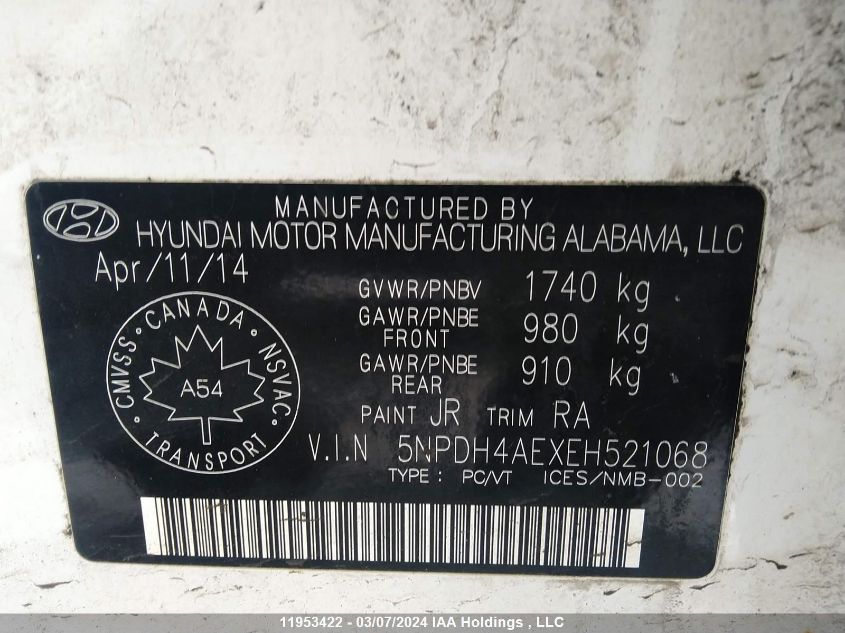 MANUFACTURED BY
HYUNDAI MOTOR MANUFACTURING ALABAMA, LLC
Apr/11/14
GVWR/PNBV 1740 kg
GAWR/PNBE FRONT 980 kg
GAWR/PNBE REAR 910 kg
PAINT JR TRIM RA
V.I.N 5NPDH4AEXEH521068
TYPE : PC/VT ICES/NMB-002
CMVSS · CANADA · NSVAC ·
A54
TRANSPORT
11953422 - 03/07/2024 IAA Holdings , LLC